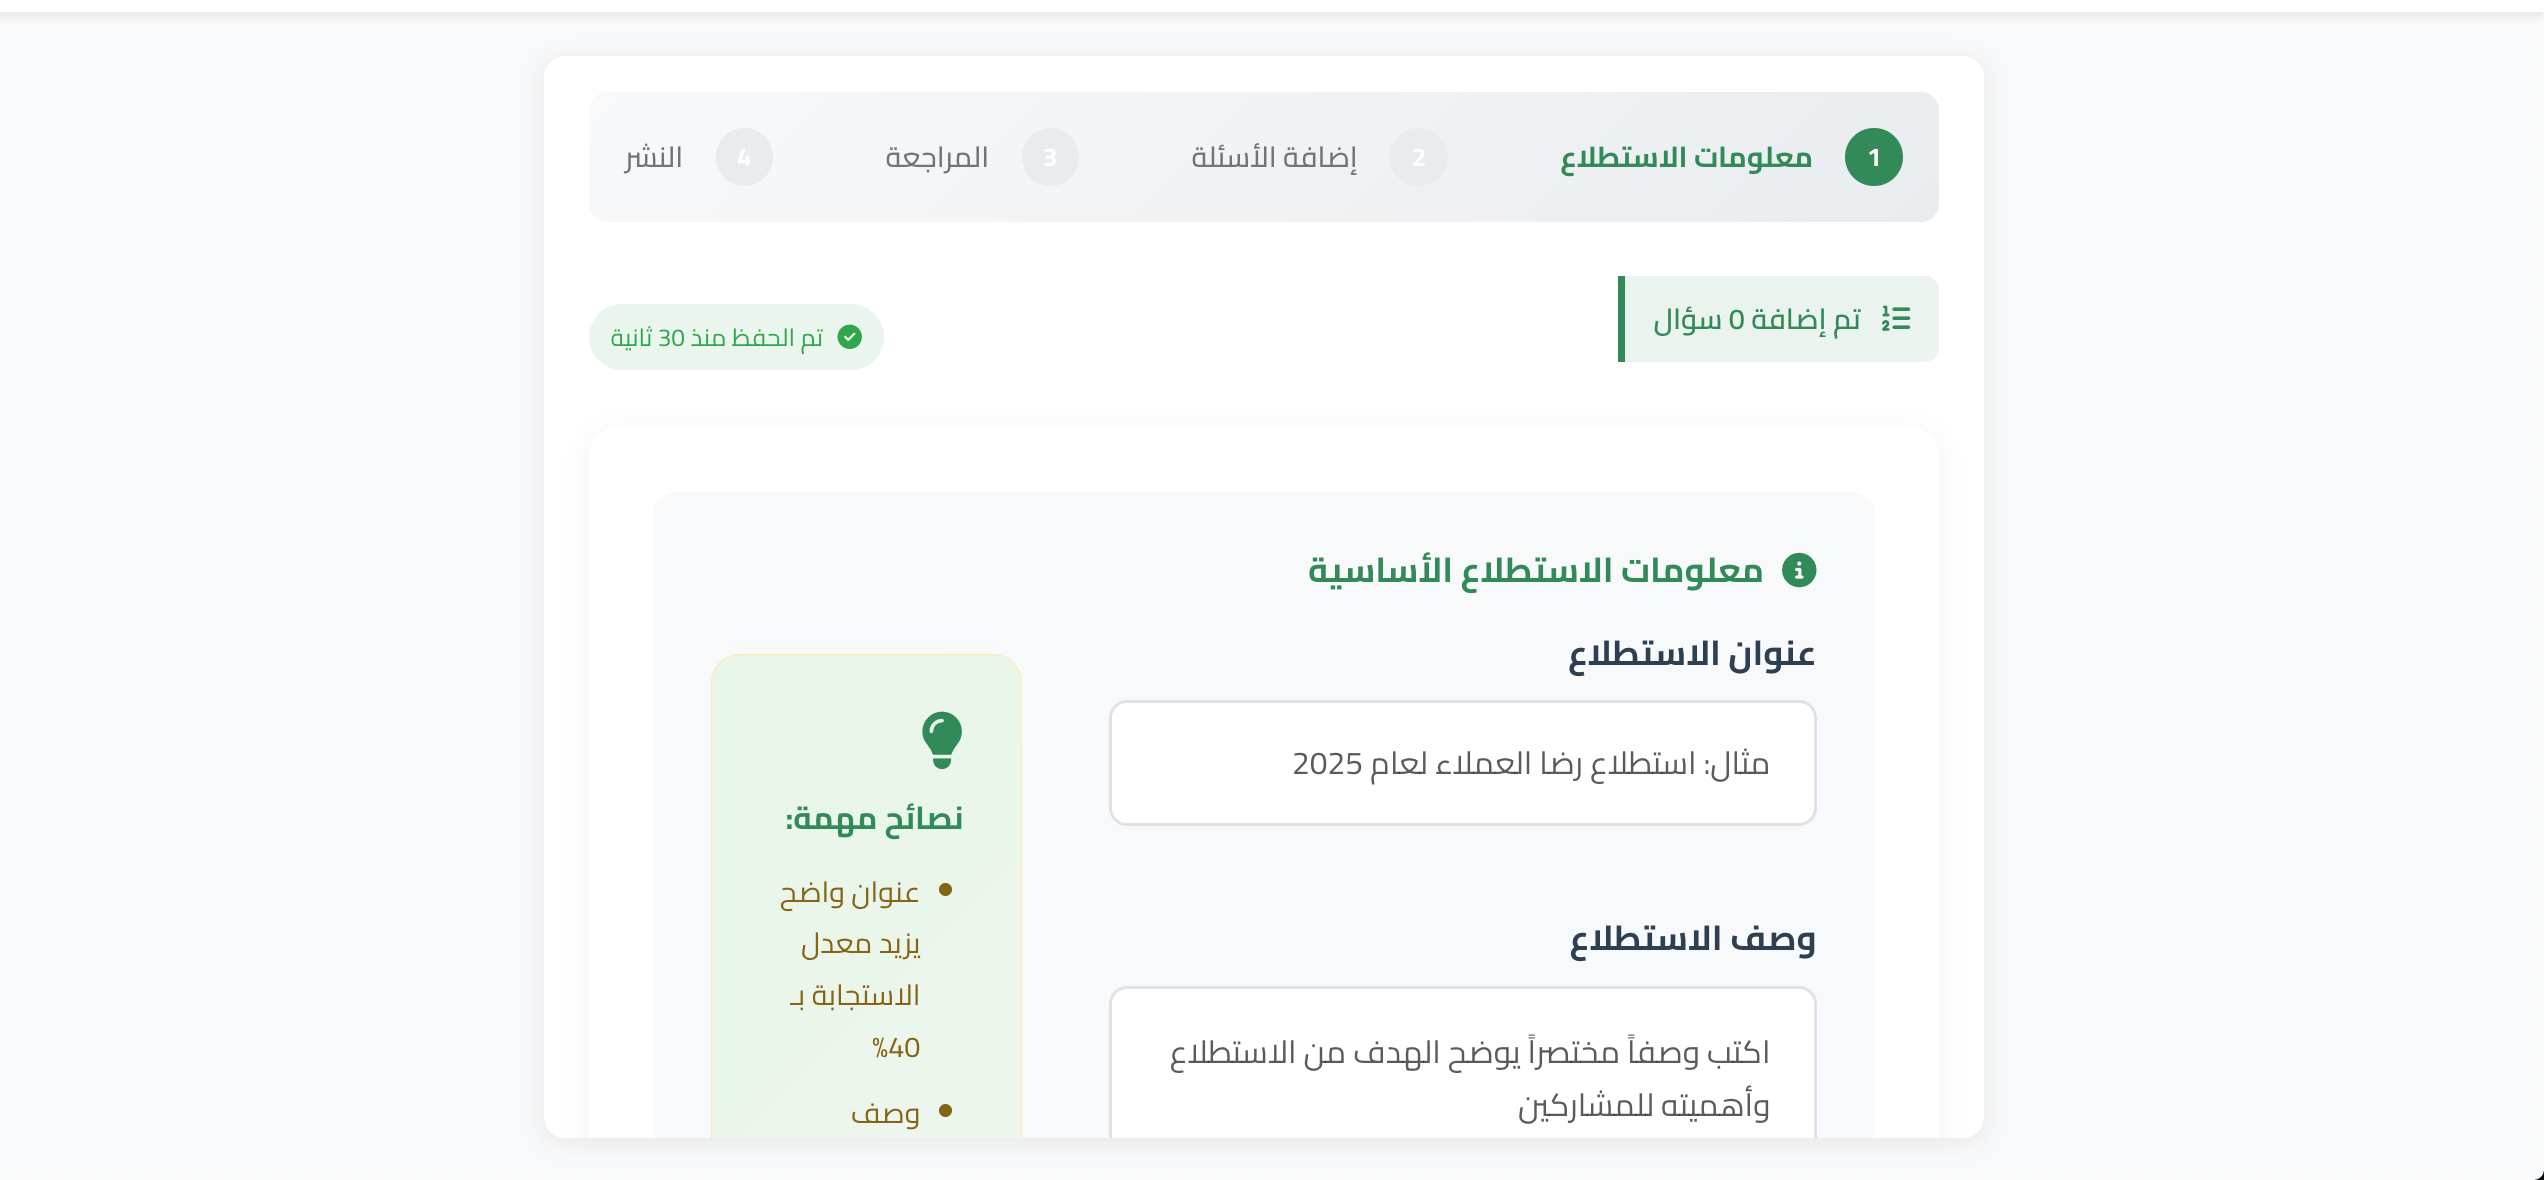 1 معلومات الاستطلاع
2 إضافة الأسئلة
3 المراجعة
4 النشر
تم إضافة 0 سؤال
تم الحفظ منذ 30 ثانية
معلومات الاستطلاع الأساسية
عنوان الاستطلاع
مثال: استطلاع رضا العملاء لعام 2025
وصف الاستطلاع
اكتب وصفاً مختصراً يوضح الهدف من الاستطلاع
وأهميته للمشاركين
نصائح مهمة:
• عنوان واضح
يزيد معدل
الاستجابة بـ
40%
• وصف